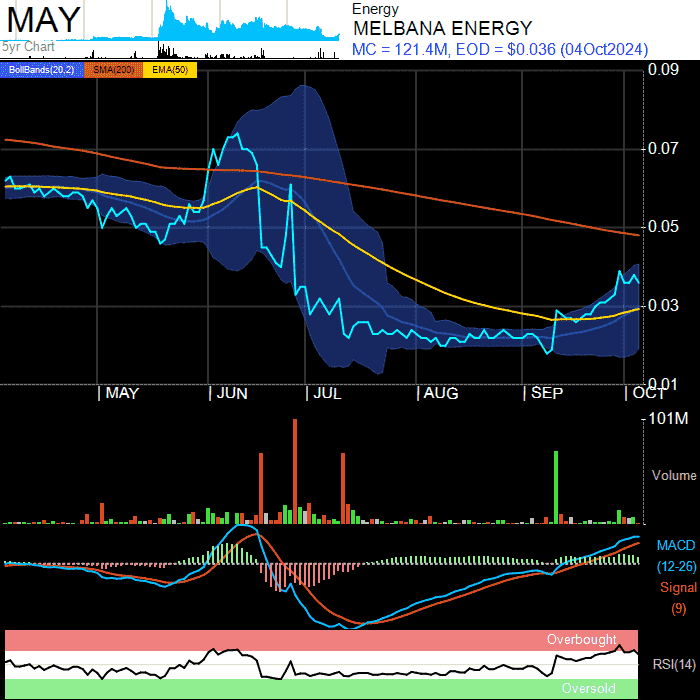 MAY
5yr Chart
Energy
MELBANA ENERGY
MC = 121.4M, EOD = $0.036 (04Oct2024)
BollBands(20,2) SMA(200) EMA(50)
0.09
0.07
0.05
0.03
0.01
| MAY | JUN | JUL | AUG | SEP | OCT
101M
Volume
MACD
(12-26)
Signal
(9)
Overbought
RSI(14)
Oversold